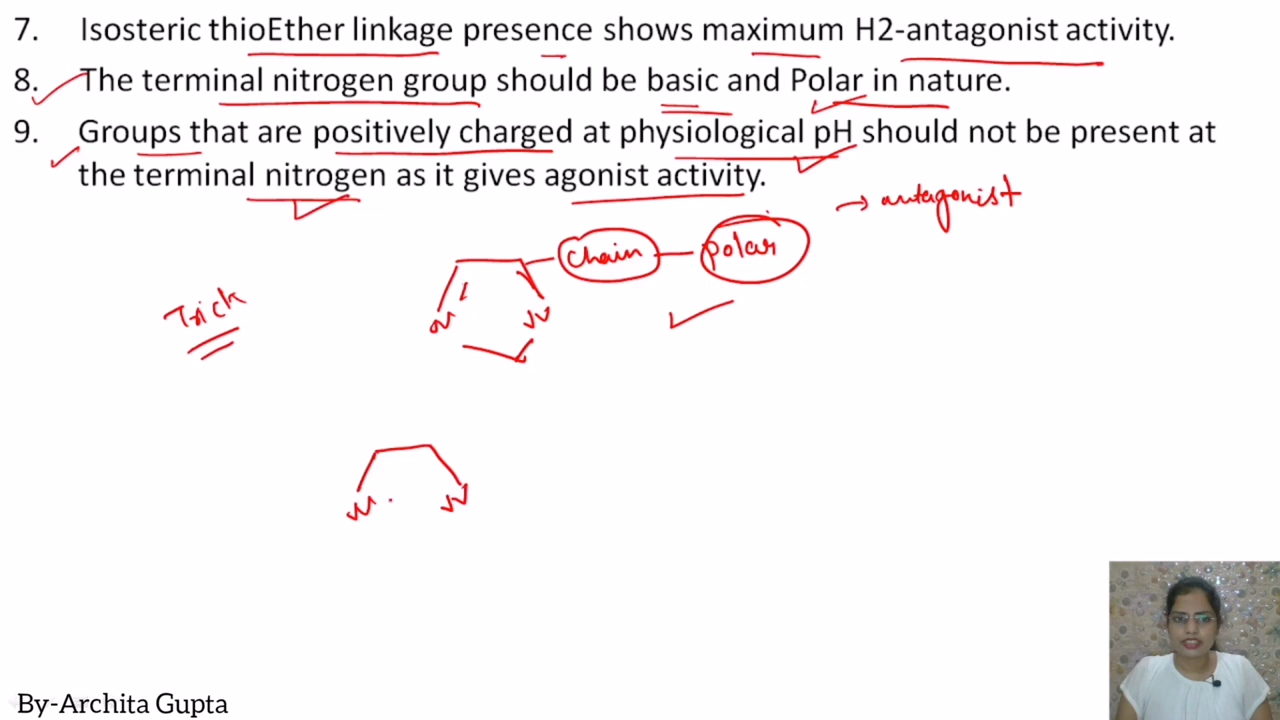 7. Isosteric thioEther linkage presence shows maximum H2-antagonist activity.
8. The terminal nitrogen group should be basic and Polar in nature.
9. Groups that are positively charged at physiological pH should not be present at
the terminal nitrogen as it gives agonist activity.
→ antagonist
chain — polar
Trick
N N
N N
By-Archita Gupta